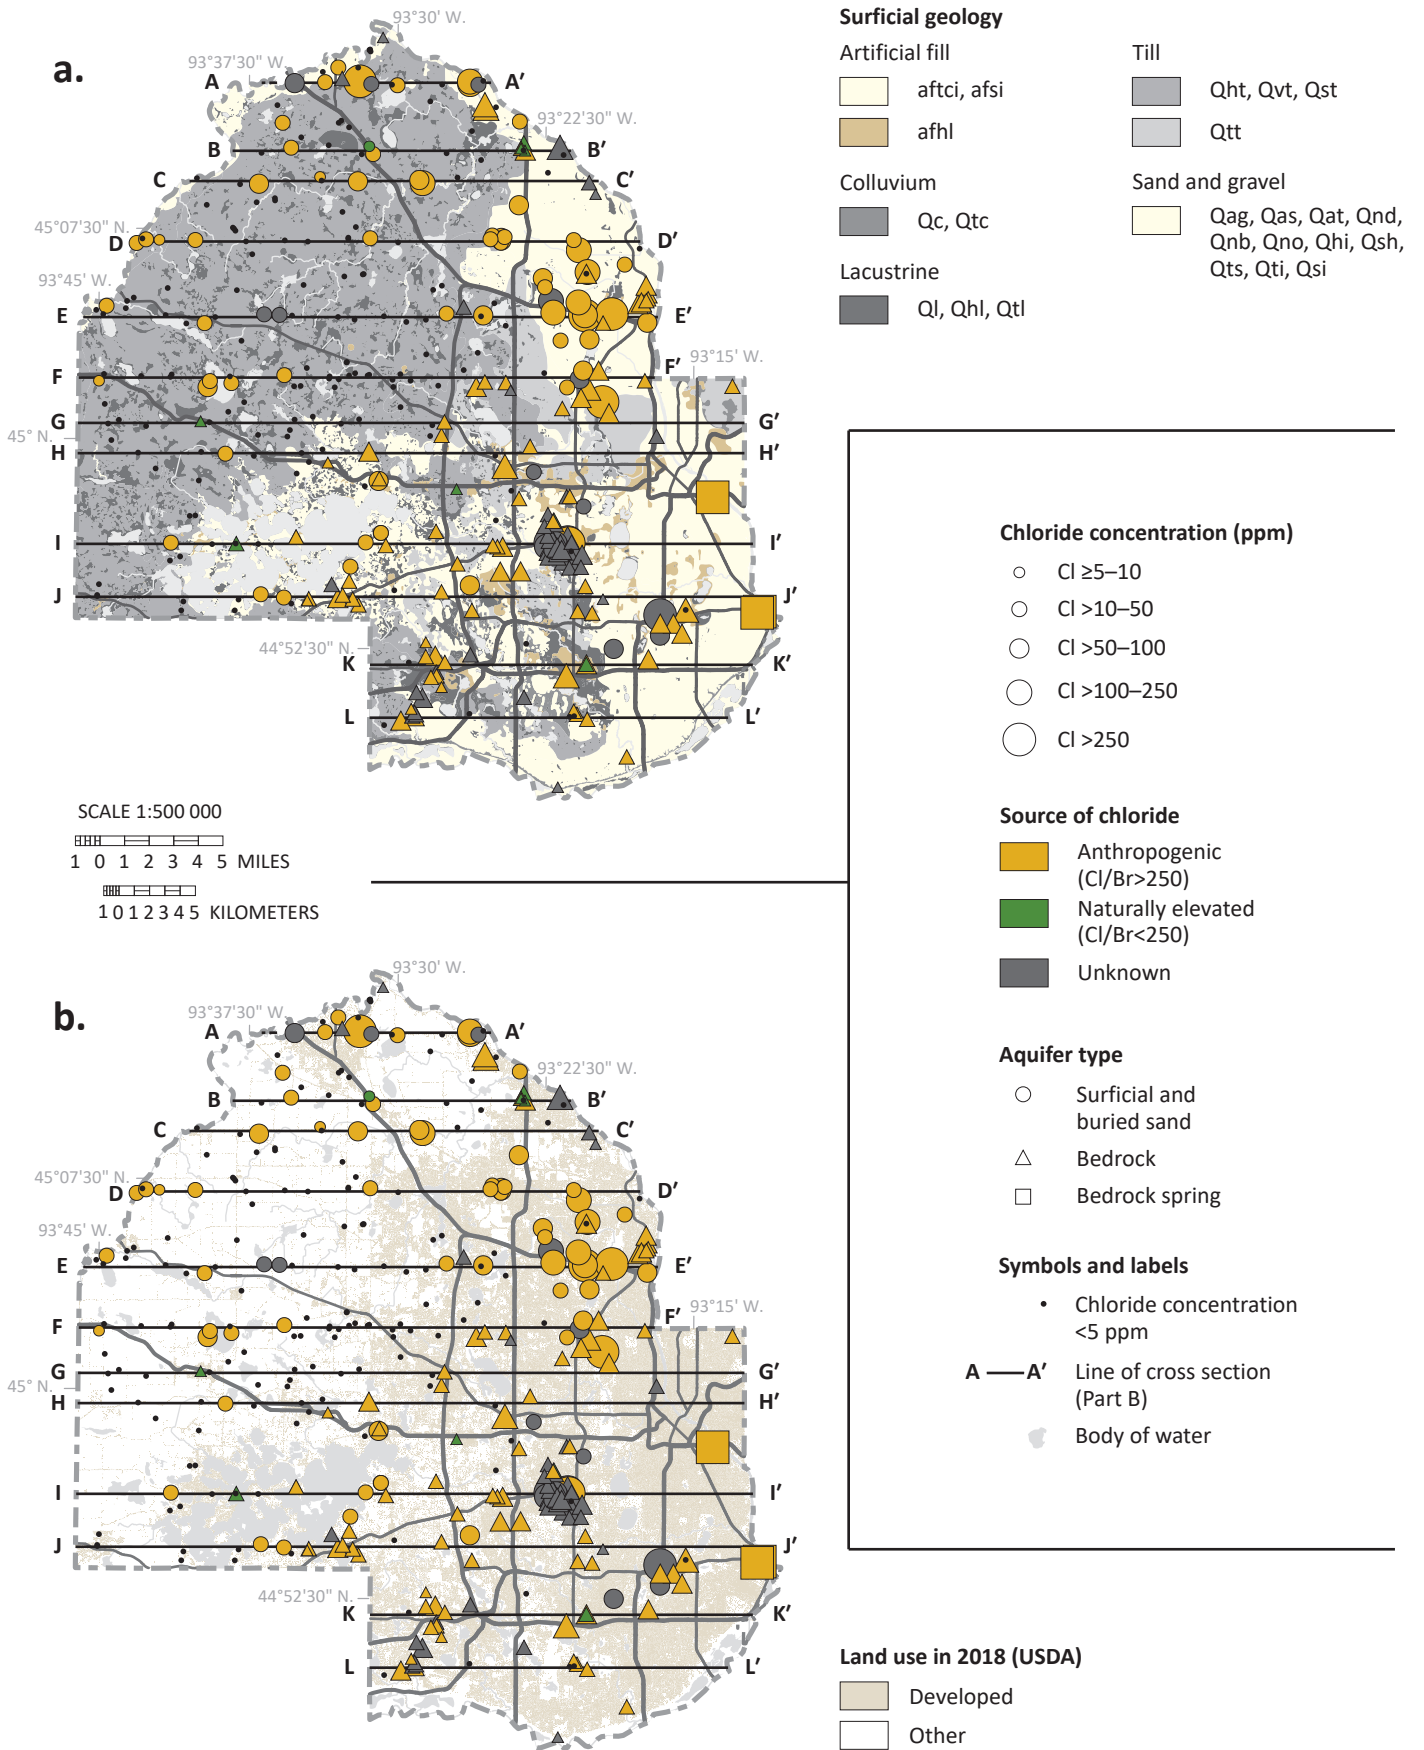 a.
93°30' W.
93°37'30" W.
A
A′
93°22'30" W.
B
B′
C
C′
45°07'30" N.
D
D′
93°45' W.
E
E′
93°15' W.
F
F′
G
G′
45° N.
H
H′
I
I′
J
J′
44°52'30" N.
K
K′
L
L′
SCALE 1:500 000
1 0 1 2 3 4 5 MILES
1 0 1 2 3 4 5 KILOMETERS
Surficial geology
Artificial fill
aftci, afsi
afhl
Colluvium
Qc, Qtc
Lacustrine
Ql, Qhl, Qtl
Till
Qht, Qvt, Qst
Qtt
Sand and gravel
Qag, Qas, Qat, Qnd,
Qnb, Qno, Qhi, Qsh,
Qts, Qti, Qsi
Chloride concentration (ppm)
Cl ≥5–10
Cl >10–50
Cl >50–100
Cl >100–250
Cl >250
Source of chloride
Anthropogenic
(Cl/Br>250)
Naturally elevated
(Cl/Br<250)
Unknown
Aquifer type
Surficial and
buried sand
Bedrock
Bedrock spring
Symbols and labels
Chloride concentration
<5 ppm
A A′ Line of cross section
(Part B)
Body of water
b.
93°30' W.
93°37'30" W.
A
A′
93°22'30" W.
B
B′
C
C′
45°07'30" N.
D
D′
93°45' W.
E
E′
93°15' W.
F
F′
G
G′
45° N.
H
H′
I
I′
J
J′
44°52'30" N.
K
K′
L
L′
Land use in 2018 (USDA)
Developed
Other